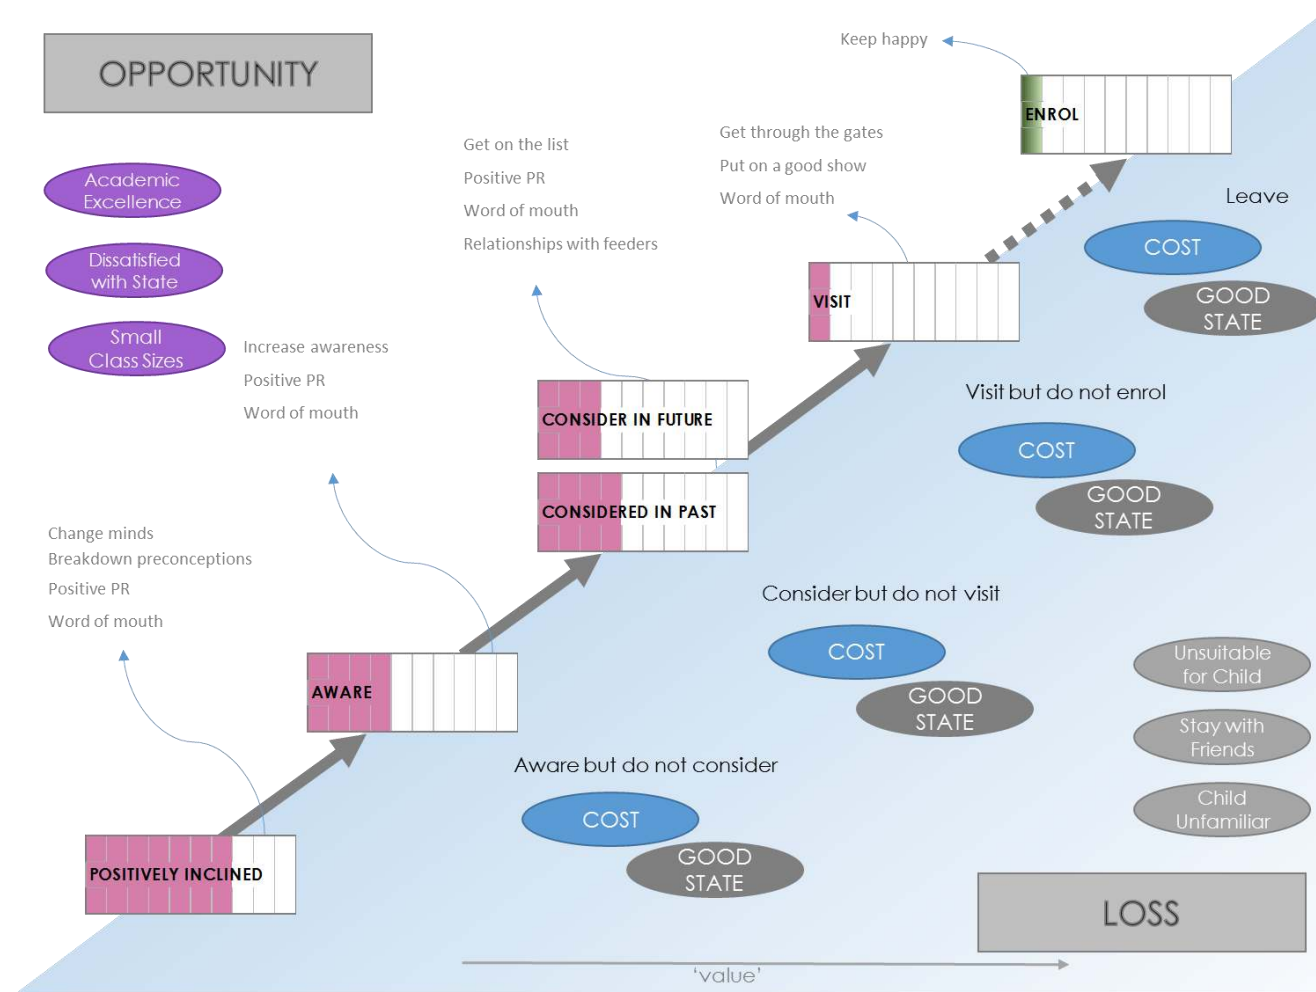 OPPORTUNITY
Academic
Excellence
Dissatisfied
with State
Small
Class Sizes
Keep happy
ENROL
Get through the gates
Put on a good show
Word of mouth
Get on the list
Positive PR
Word of mouth
Relationships with feeders
Leave
COST
GOOD
STATE
VISIT
Increase awareness
Positive PR
Word of mouth
CONSIDER IN FUTURE
CONSIDERED IN PAST
Visit but do not enrol
COST
GOOD
STATE
Change minds
Breakdown preconceptions
Positive PR
Word of mouth
AWARE
Consider but do not visit
COST
GOOD
STATE
Unsuitable
for Child
Stay with
Friends
Child
Unfamiliar
Aware but do not consider
COST
GOOD
STATE
POSITIVELY INCLINED
LOSS
'value'